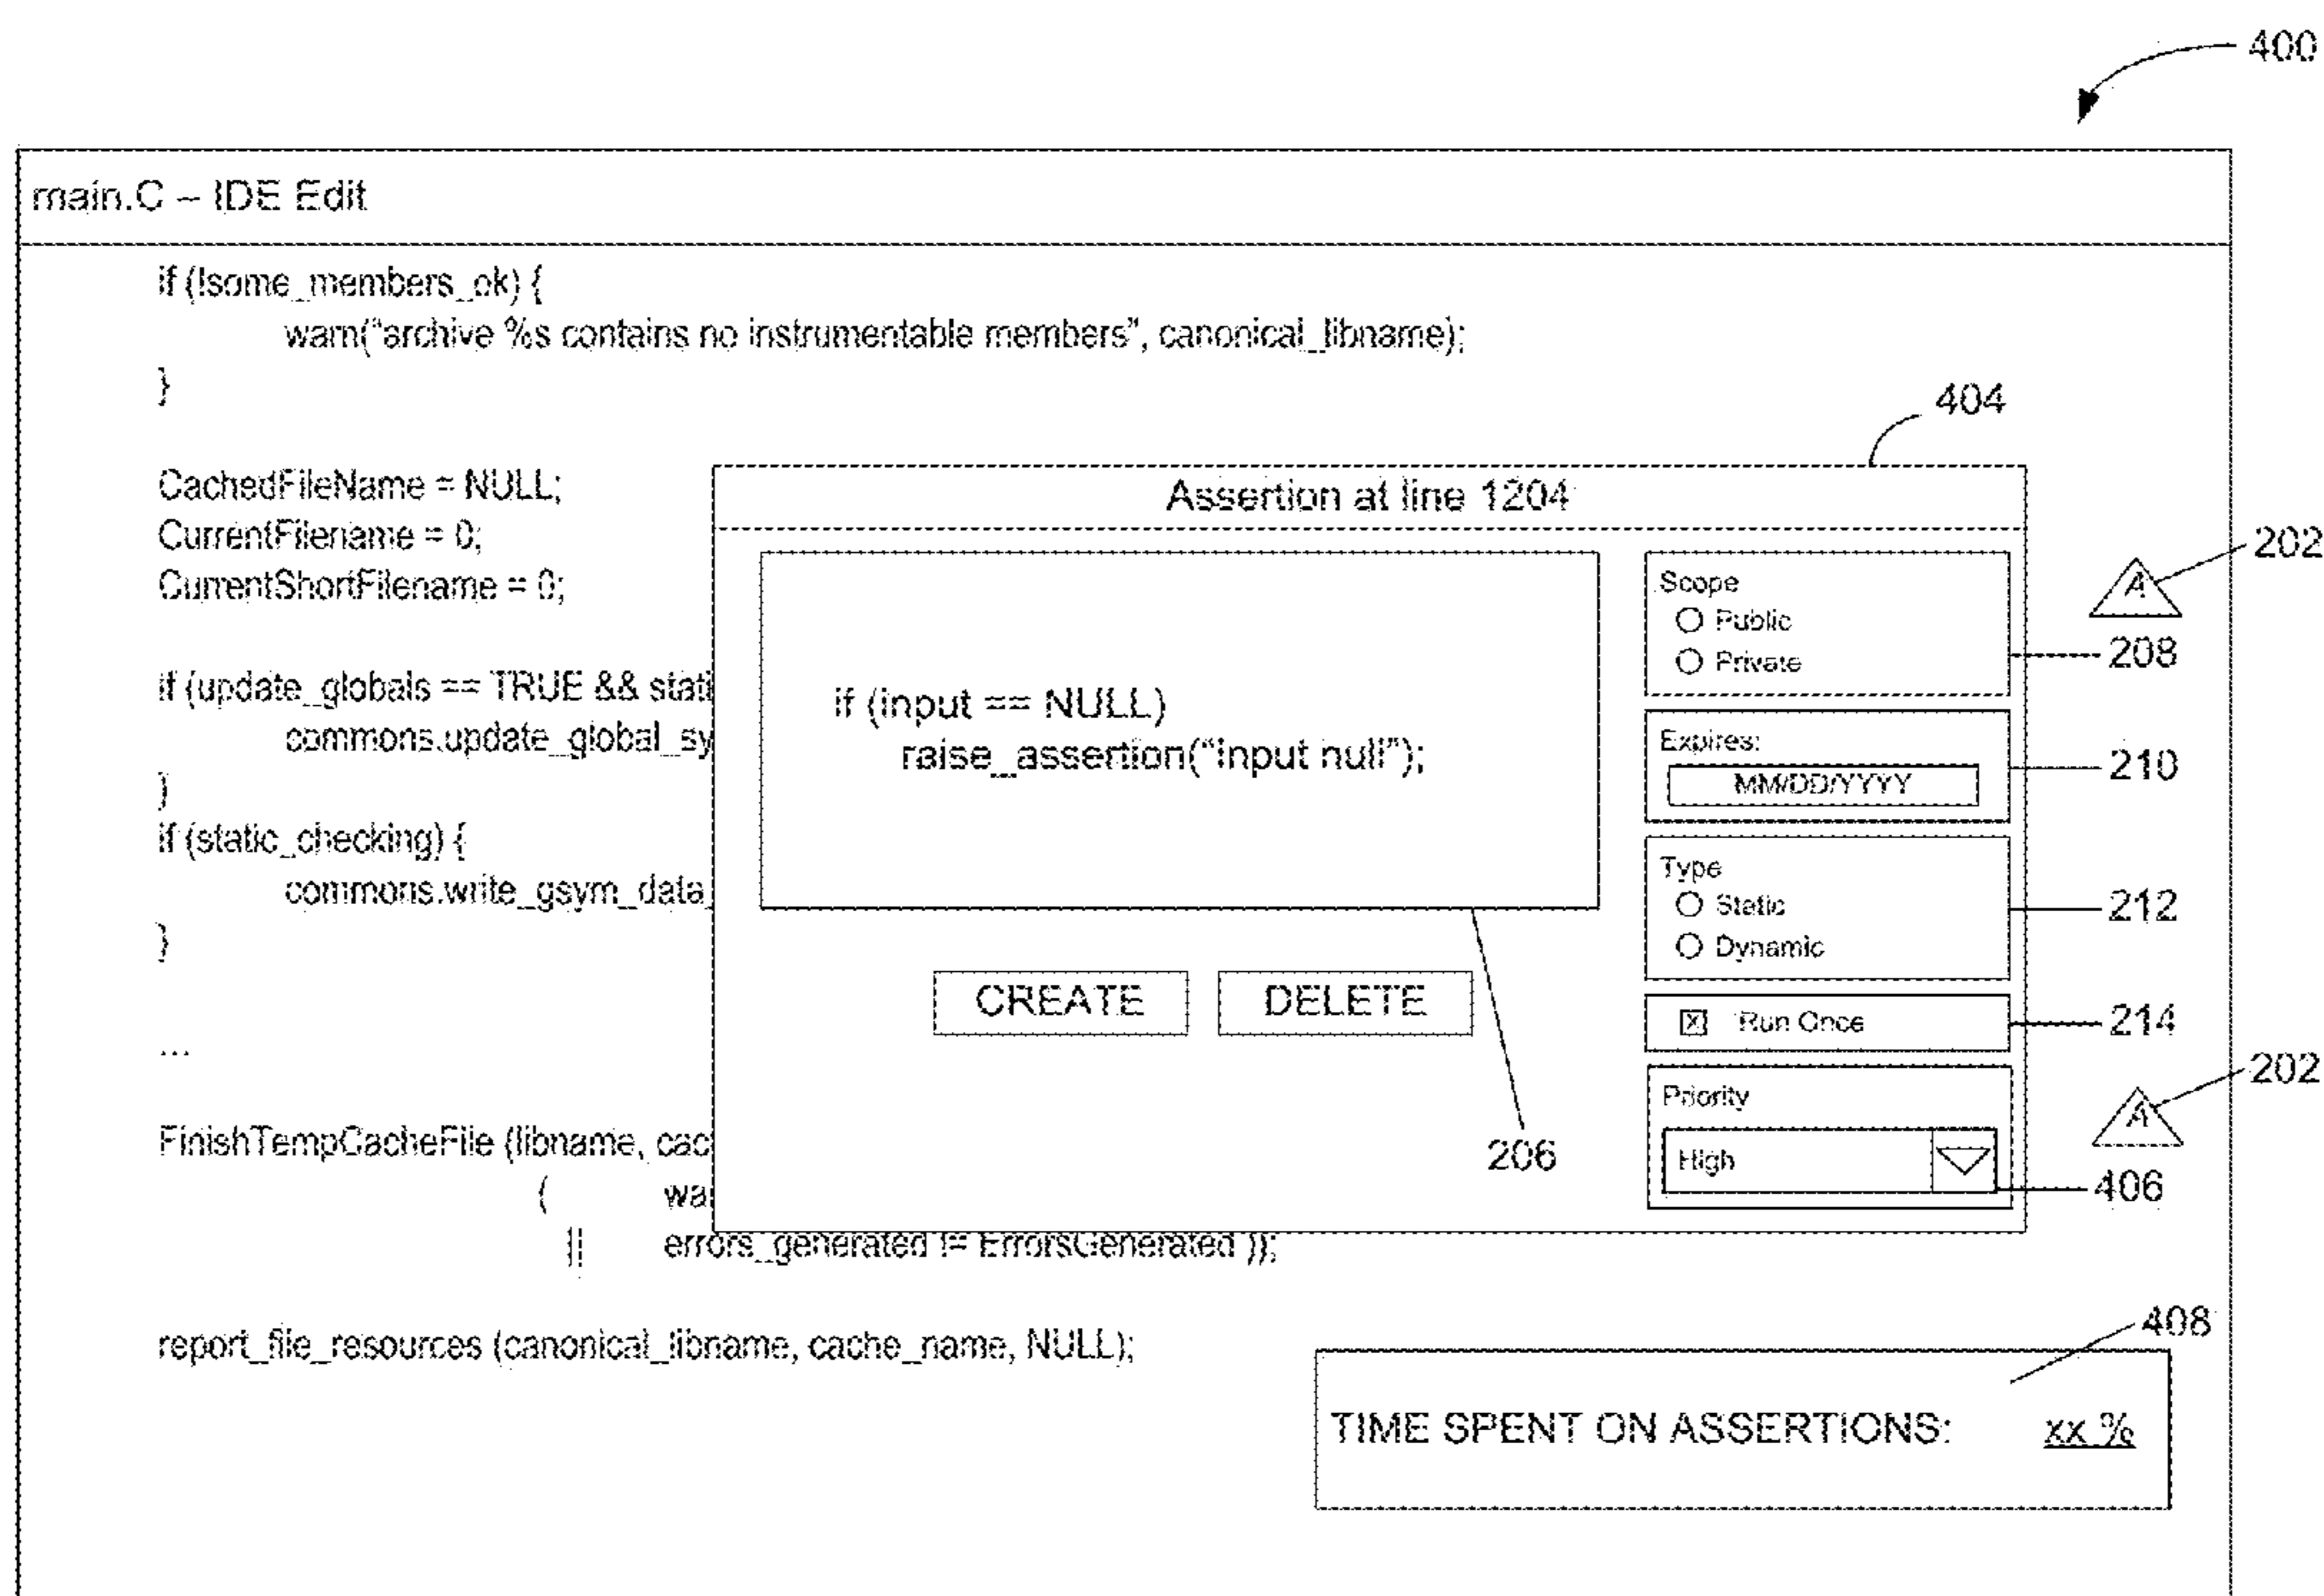 400
main.C – IDE Edit
if (!some_members_ok) {
warn("archive %s contains no instrumentable members", canonical_libname);
}
404
CachedFileName = NULL;
CurrentFilename = 0;
CurrentShortFilename = 0;
if (update_globals == TRUE && stati
commons.update_global_sy
}
if (static_checking) {
commons.write_gsym_data_
}
...
FinishTempCacheFile (libname, cac
( wa
|| errors_generated != ErrorsGenerated ));
report_file_resources (canonical_libname, cache_name, NULL);
Assertion at line 1204
if (input == NULL)
raise_assertion("input null");
CREATE DELETE
206
Scope
Public
Private
208
Expires:
MM/DD/YYYY
210
Type
Static
Dynamic
212
X Run Once
214
Priority
High
406
A 202
A 202
408
TIME SPENT ON ASSERTIONS: xx %